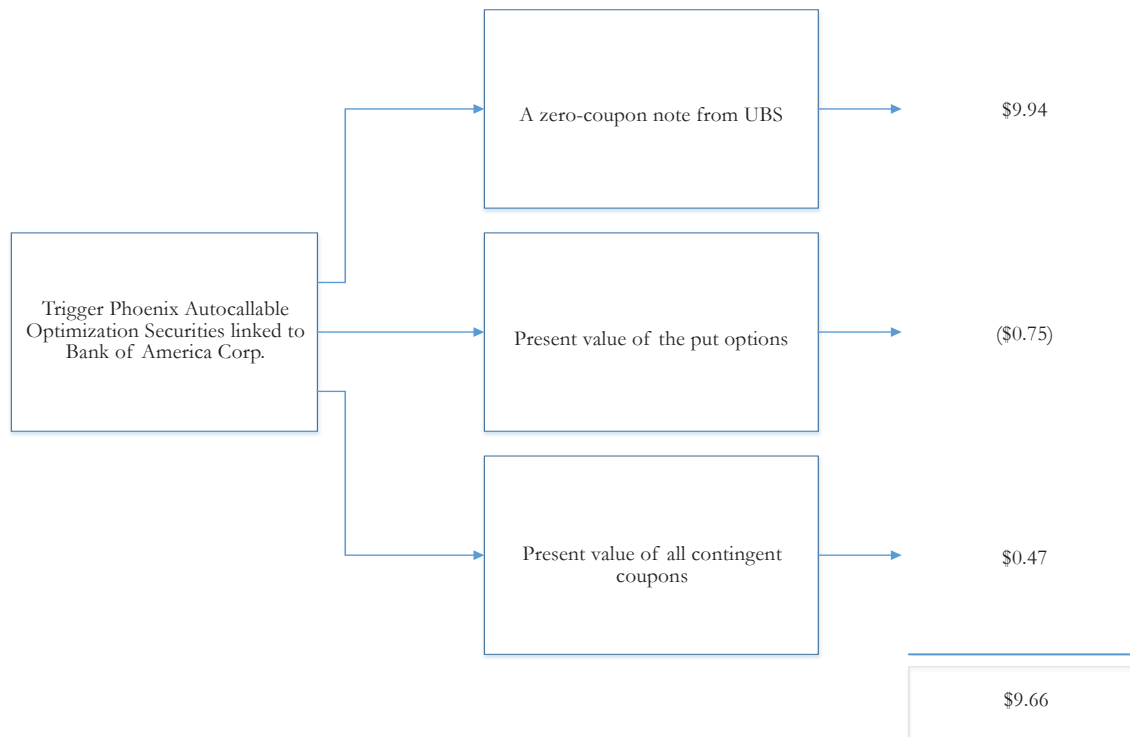 A zero-coupon note from UBS
$9.94
Trigger Phoenix Autocallable
Optimization Securities linked to
Bank of America Corp.
Present value of the put options
($0.75)
Present value of all contingent
coupons
$0.47
$9.66